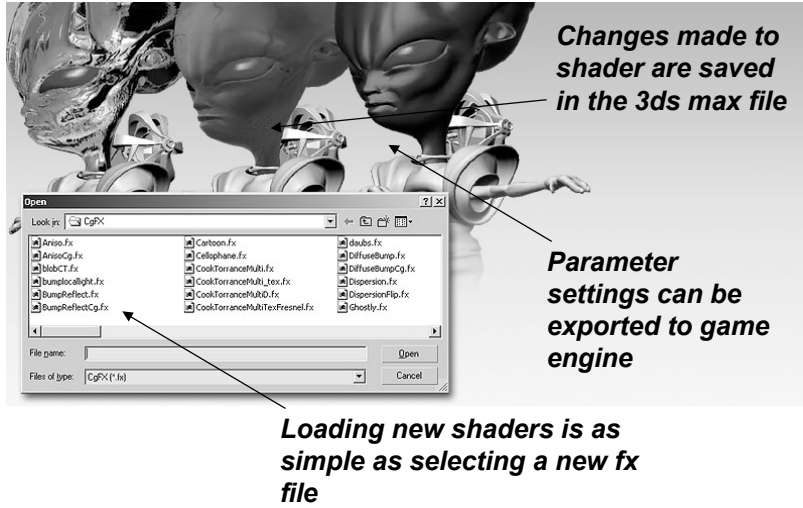 Changes made to
shader are saved
in the 3ds max file
Open
Look in: CgFX
Aniso.fx
AnisoCg.fx
blobCT.fx
bumplocallight.fx
BumpReflect.fx
BumpReflectCg.fx
Cartoon.fx
Cellophane.fx
CookTorranceMulti.fx
CookTorranceMulti_tex.fx
CookTorranceMultiD.fx
CookTorranceMultiTexFresnel.fx
daubs.fx
DiffuseBump.fx
DiffuseBumpCg.fx
Dispersion.fx
DispersionFlip.fx
Ghostly.fx
File name: Open
Files of type: CgFX (*.fx) Cancel
Parameter
settings can be
exported to game
engine
Loading new shaders is as
simple as selecting a new fx
file